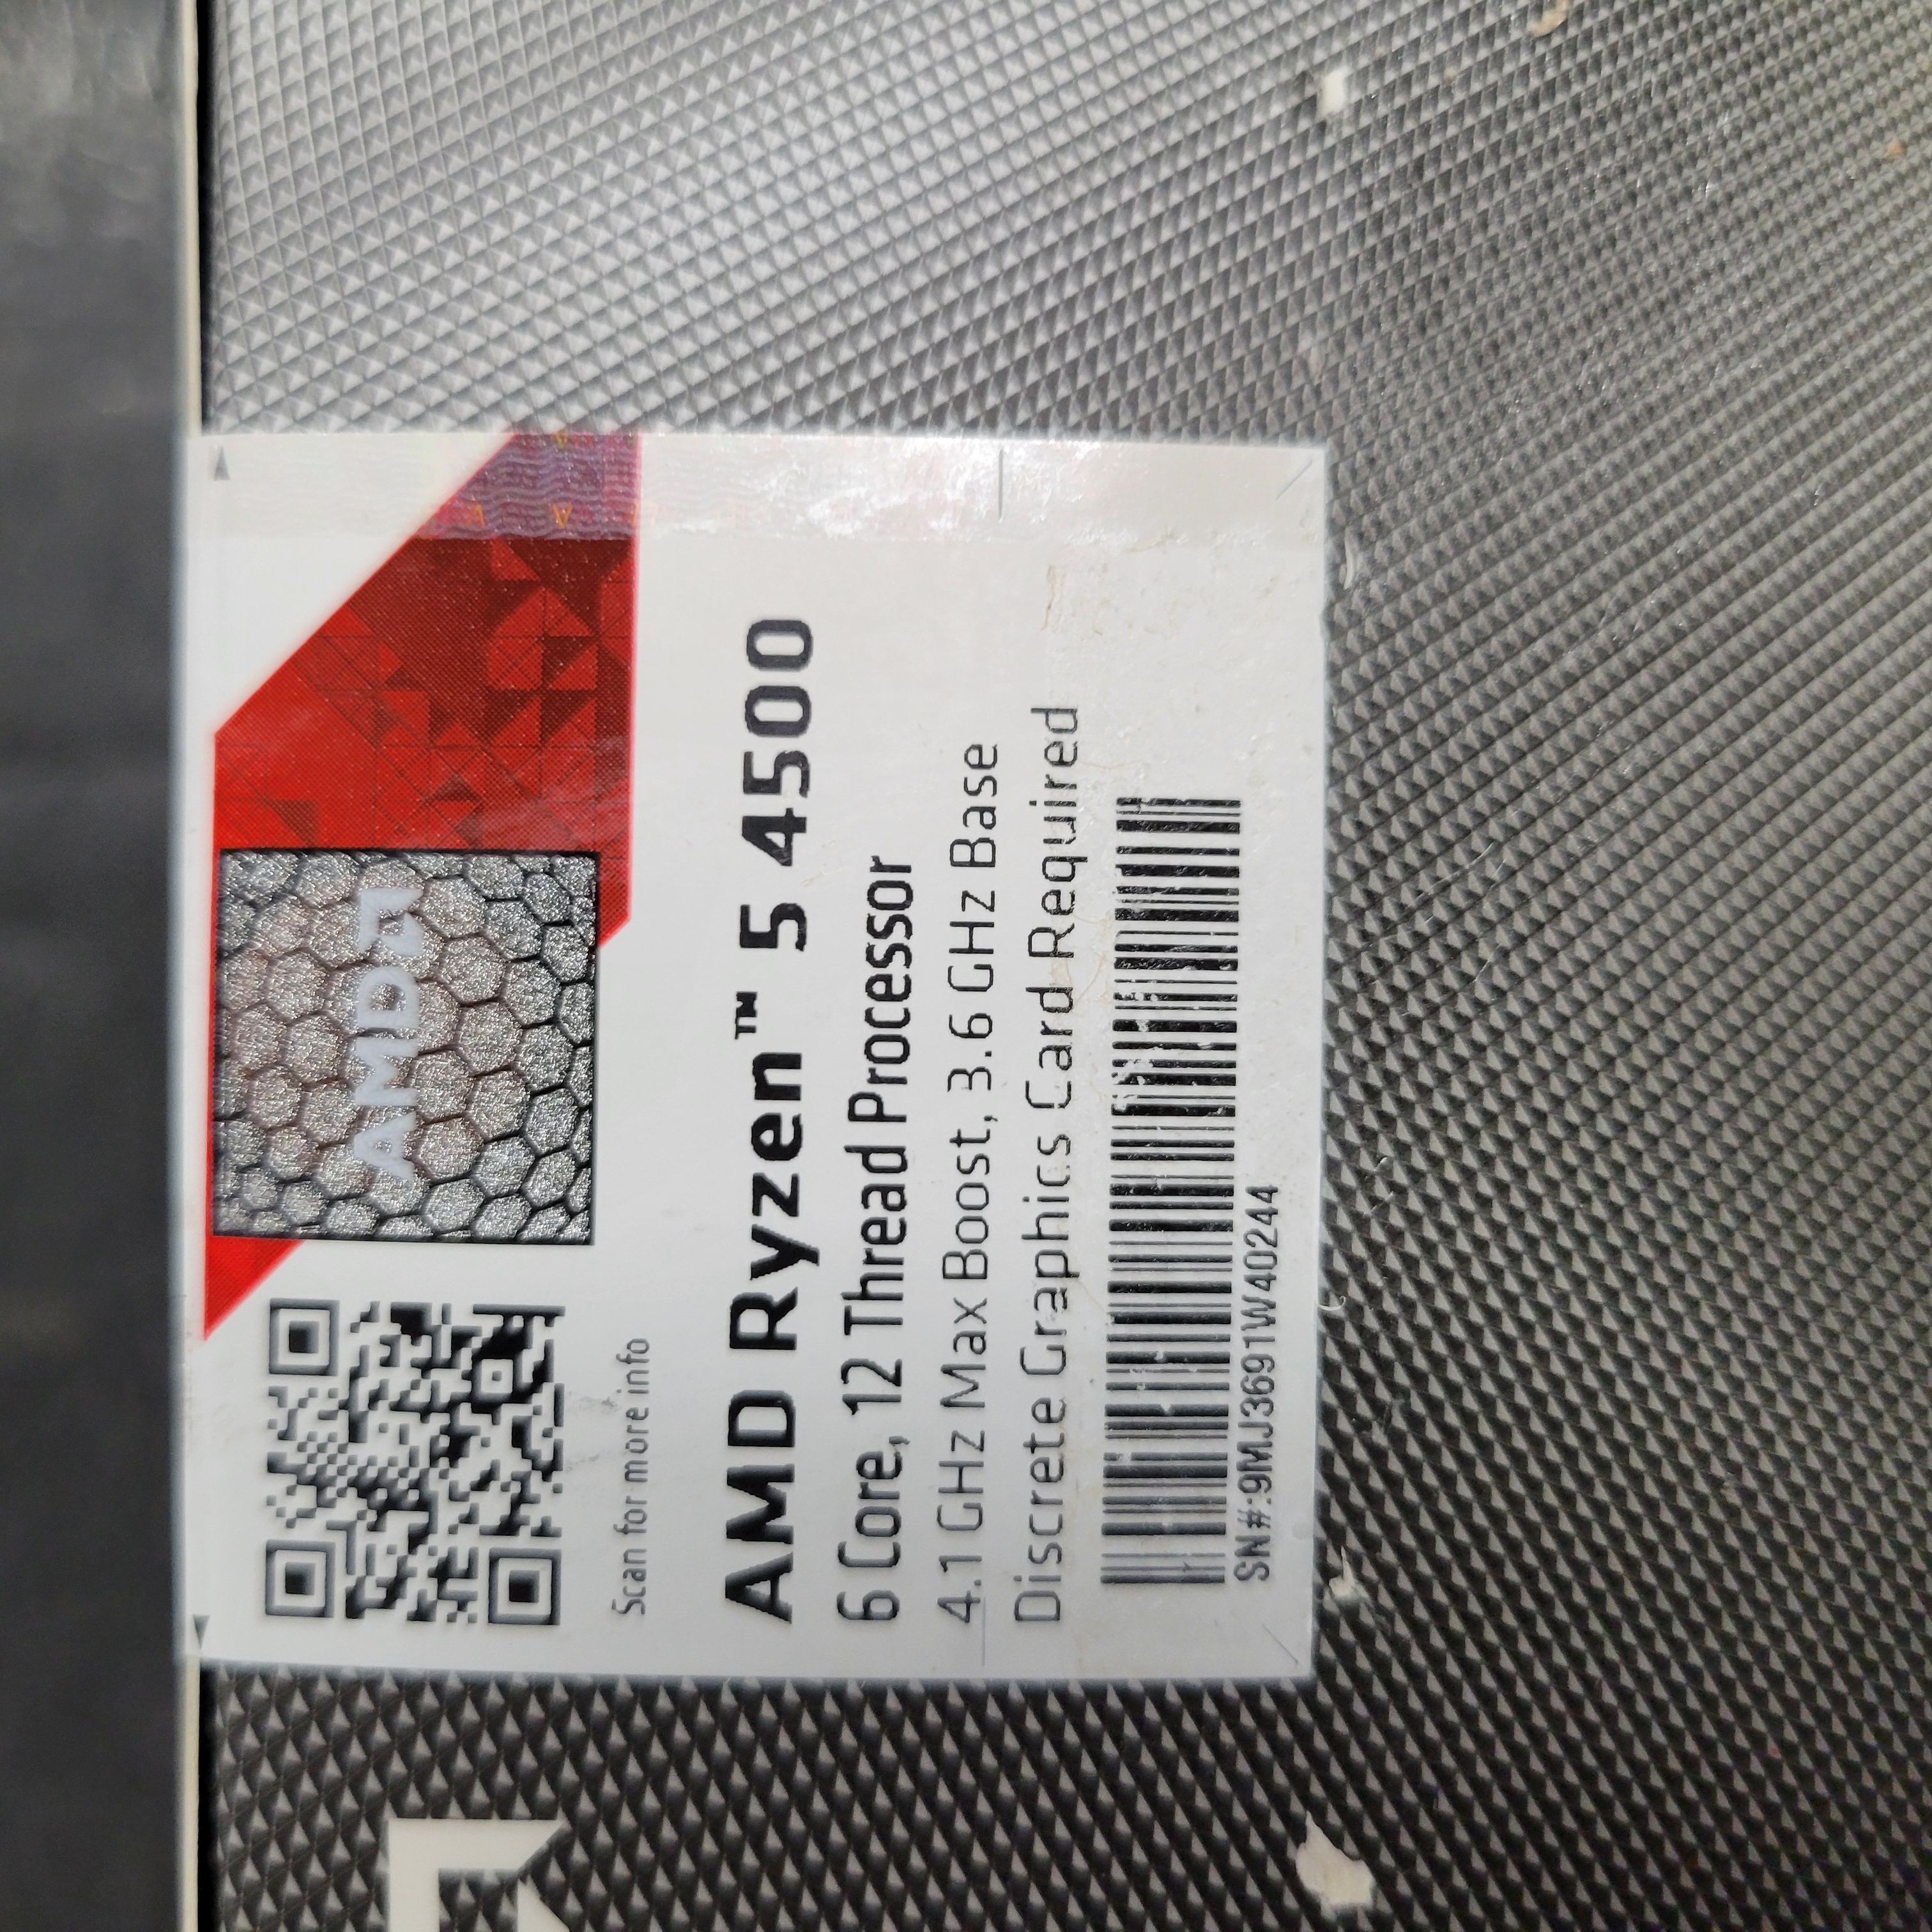 AMD
Scan for more info
AMD Ryzen™ 5 4500
6 Core, 12 Thread Processor
4.1 GHz Max Boost, 3.6 GHz Base
Discrete Graphics Card Required
SN#:9MJ3691W40244